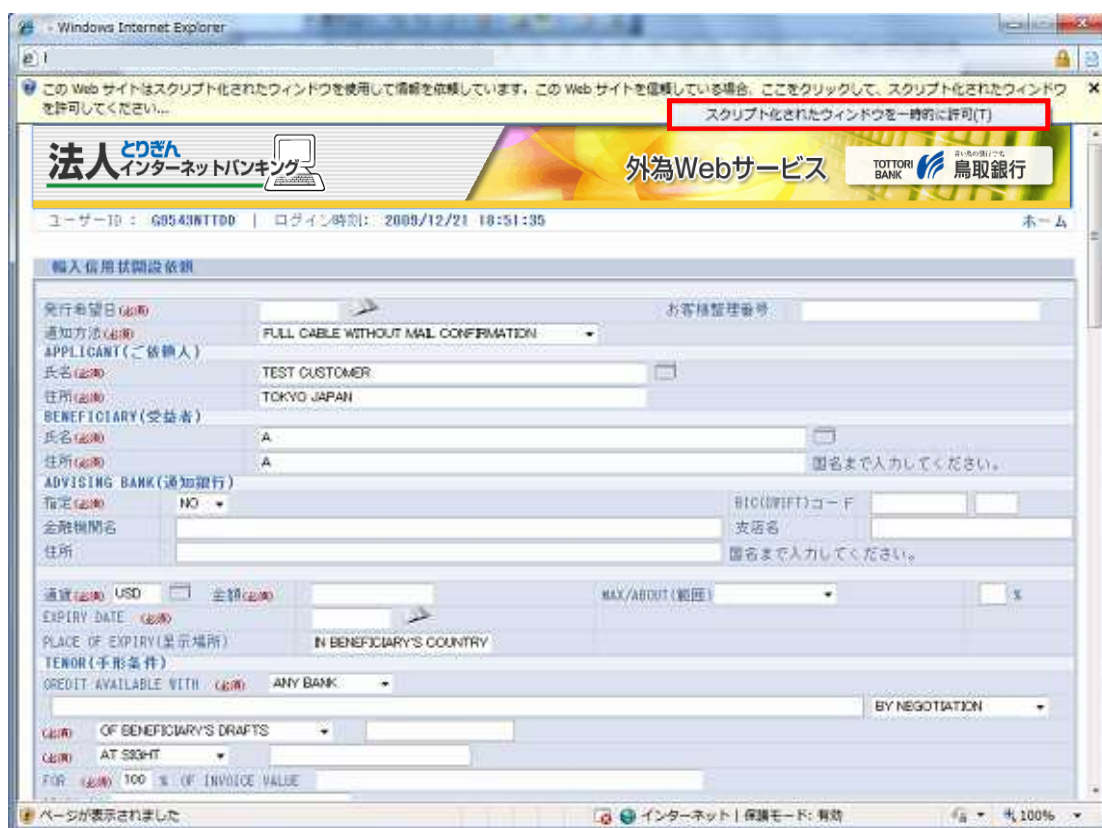 - Windows Internet Explorer
この Web サイトはスクリプト化されたウィンドウを使用して情報を依頼しています。この Web サイトを信頼している場合、ここをクリックして、スクリプト化されたウィンドウ
を許可してください...
スクリプト化されたウィンドウを一時的に許可(T)
法人 とりぎん インターネットバンキング
外為Webサービス
TOTTORI BANK 鳥取銀行
ユーザーID : G9543NTTDD | ログイン時刻: 2009/12/21 18:51:35 ホーム
輸入信用状開設依頼
発行希望日(必須) お客様整理番号
通知方法(必須) FULL CABLE WITHOUT MAIL CONFIRMATION
APPLICANT(ご依頼人)
氏名(必須) TEST CUSTOMER
住所(必須) TOKYO JAPAN
BENEFICIARY(受益者)
氏名(必須) A
住所(必須) A 国名まで入力してください。
ADVISING BANK(通知銀行)
指定(必須) NO BIC(SWIFT)コード
金融機関名 支店名
住所 国名まで入力してください。
通貨(必須) USD 金額(必須) MAX/ABOUT(範囲) %
EXPIRY DATE (必須)
PLACE OF EXPIRY(呈示場所) IN BENEFICIARY'S COUNTRY
TENOR(手形条件)
CREDIT AVAILABLE WITH (必須) ANY BANK
BY NEGOTIATION
(必須) OF BENEFICIARY'S DRAFTS
(必須) AT SIGHT
FOR (必須) 100 % OF INVOICE VALUE
ページが表示されました インターネット | 保護モード: 有効 100%